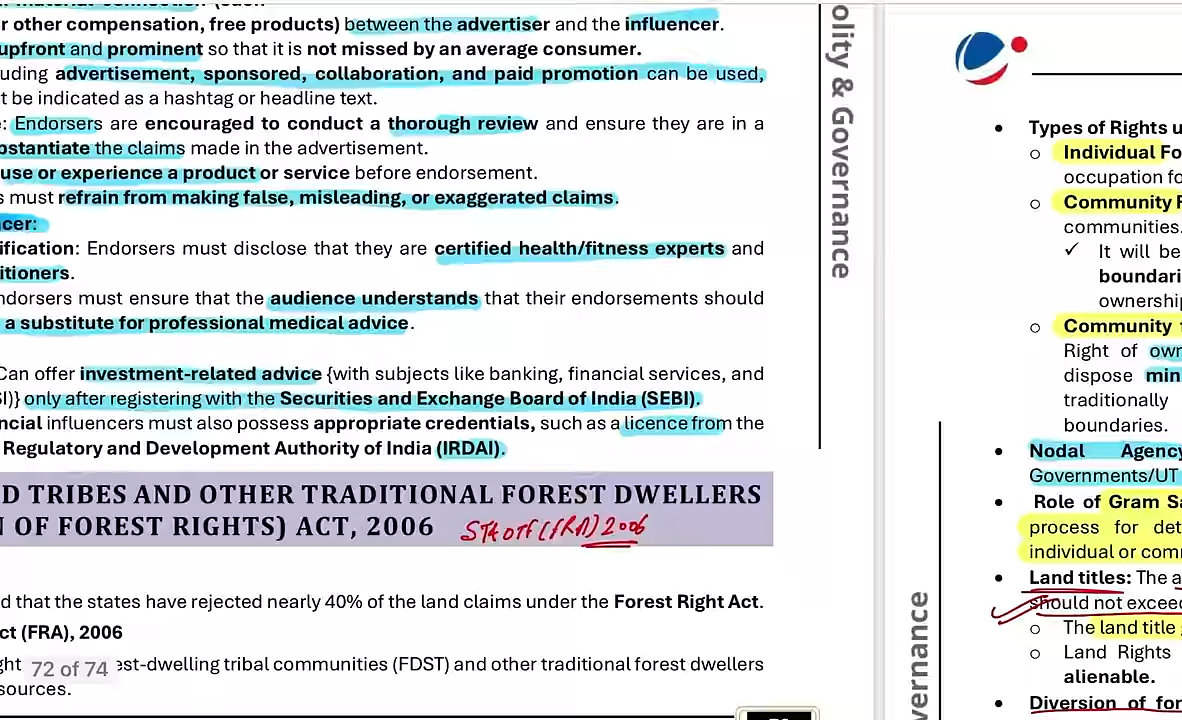 r other compensation, free products) between the advertiser and the influencer.
upfront and prominent so that it is not missed by an average consumer.
uding advertisement, sponsored, collaboration, and paid promotion can be used,
t be indicated as a hashtag or headline text.
: Endorsers are encouraged to conduct a thorough review and ensure they are in a
bstantiate the claims made in the advertisement.
use or experience a product or service before endorsement.
s must refrain from making false, misleading, or exaggerated claims.
cer:
ification: Endorsers must disclose that they are certified health/fitness experts and
itioners.
ndorsers must ensure that the audience understands that their endorsements should
a substitute for professional medical advice.
Can offer investment-related advice {with subjects like banking, financial services, and
SI)} only after registering with the Securities and Exchange Board of India (SEBI).
ncial influencers must also possess appropriate credentials, such as a licence from the
Regulatory and Development Authority of India (IRDAI).
D TRIBES AND OTHER TRADITIONAL FOREST DWELLERS
N OF FOREST RIGHTS) ACT, 2006 ST&OTF(FRA)2006
d that the states have rejected nearly 40% of the land claims under the Forest Right Act.
ct (FRA), 2006
ght 72 of 74 est-dwelling tribal communities (FDST) and other traditional forest dwellers
sources.
olity & Governance
vernance
• Types of Rights u
o Individual Fo
occupation fo
o Community R
communities.
✓ It will be
boundari
ownership
o Community f
Right of own
dispose min
traditionally
boundaries.
• Nodal Agency
Governments/UT
• Role of Gram Sa
process for det
individual or comm
• Land titles: The a
should not exceed
o The land title
o Land Rights
alienable.
• Diversion of for